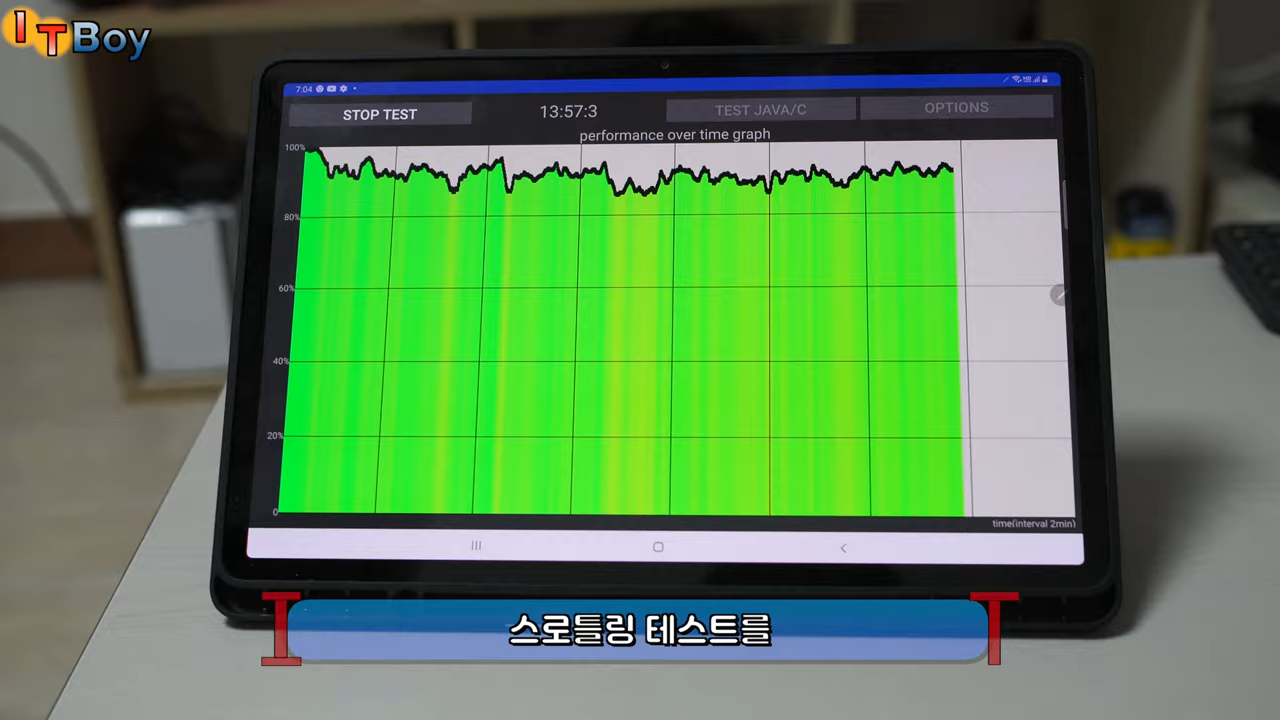 ITBoy
7:04
STOP TEST
13:57:3
TEST JAVA/C
OPTIONS
performance over time graph
100%
80%
60%
40%
20%
0
time(interval 2min)
스로틀링 테스트를